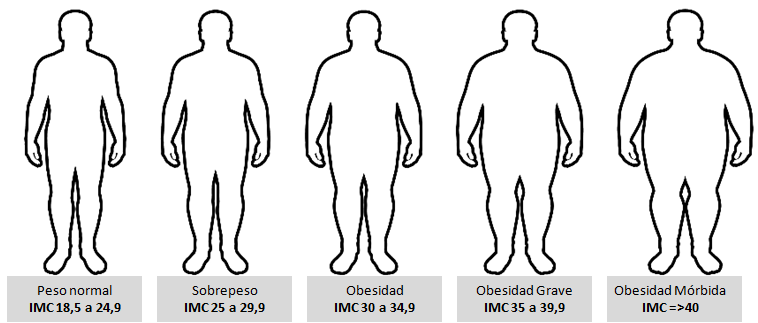 Peso normal
IMC 18,5 a 24,9
Sobrepeso
IMC 25 a 29,9
Obesidad
IMC 30 a 34,9
Obesidad Grave
IMC 35 a 39,9
Obesidad Mórbida
IMC =>40